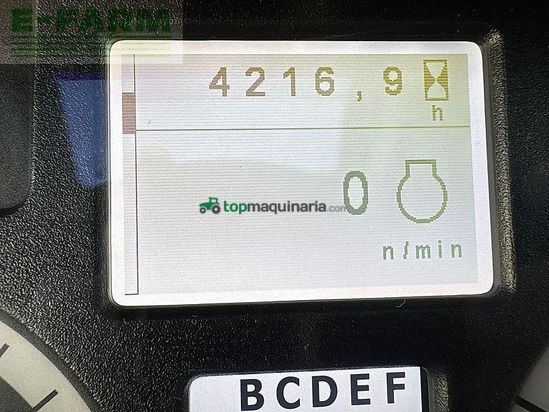 E-FARM
4216,9
h
topmaquinaria.com
0
n/min
BCDEF